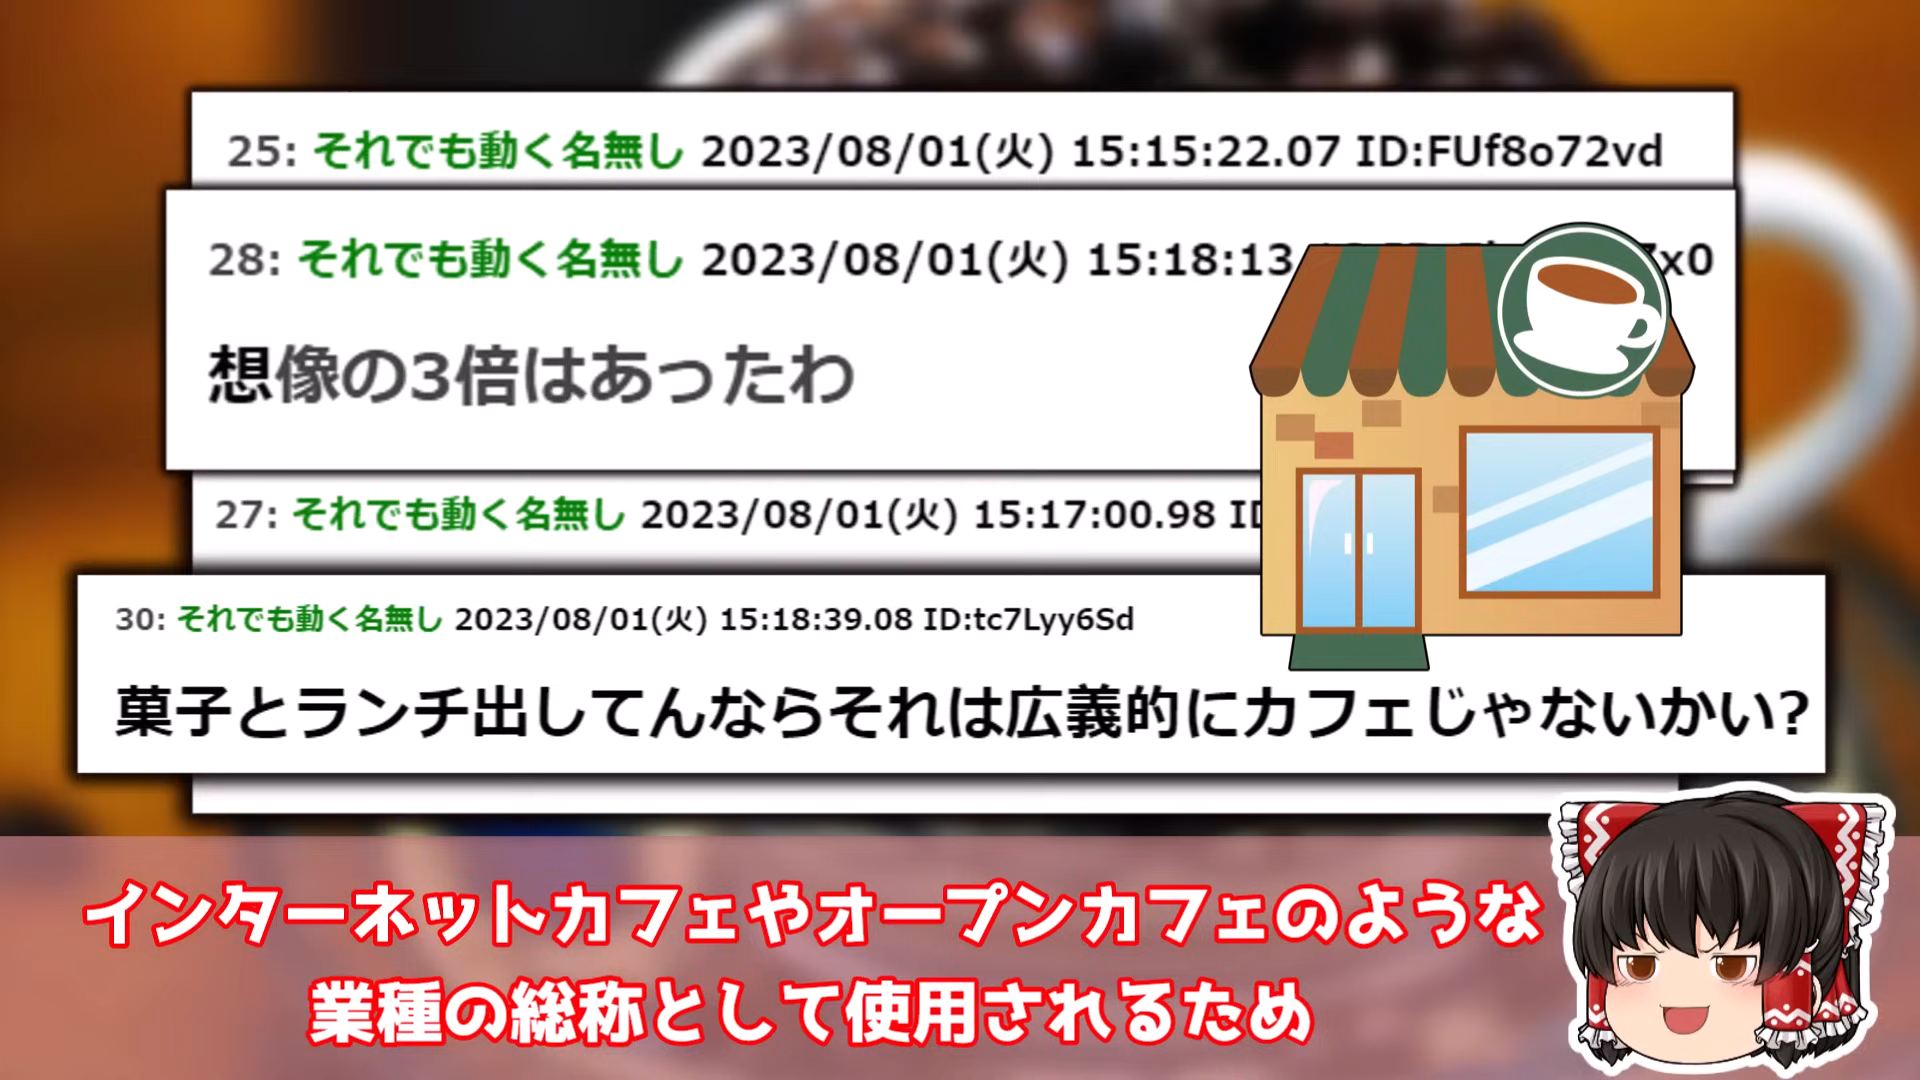 25: それでも動く名無し 2023/08/01(火) 15:15:22.07 ID:FUf8o72vd
28: それでも動く名無し 2023/08/01(火) 15:18:13 x0
想像の3倍はあったわ
27: それでも動く名無し 2023/08/01(火) 15:17:00.98 ID
30: それでも動く名無し 2023/08/01(火) 15:18:39.08 ID:tc7Lyy6Sd
菓子とランチ出してんならそれは広義的にカフェじゃないかい?
インターネットカフェやオープンカフェのような
業種の総称として使用されるため